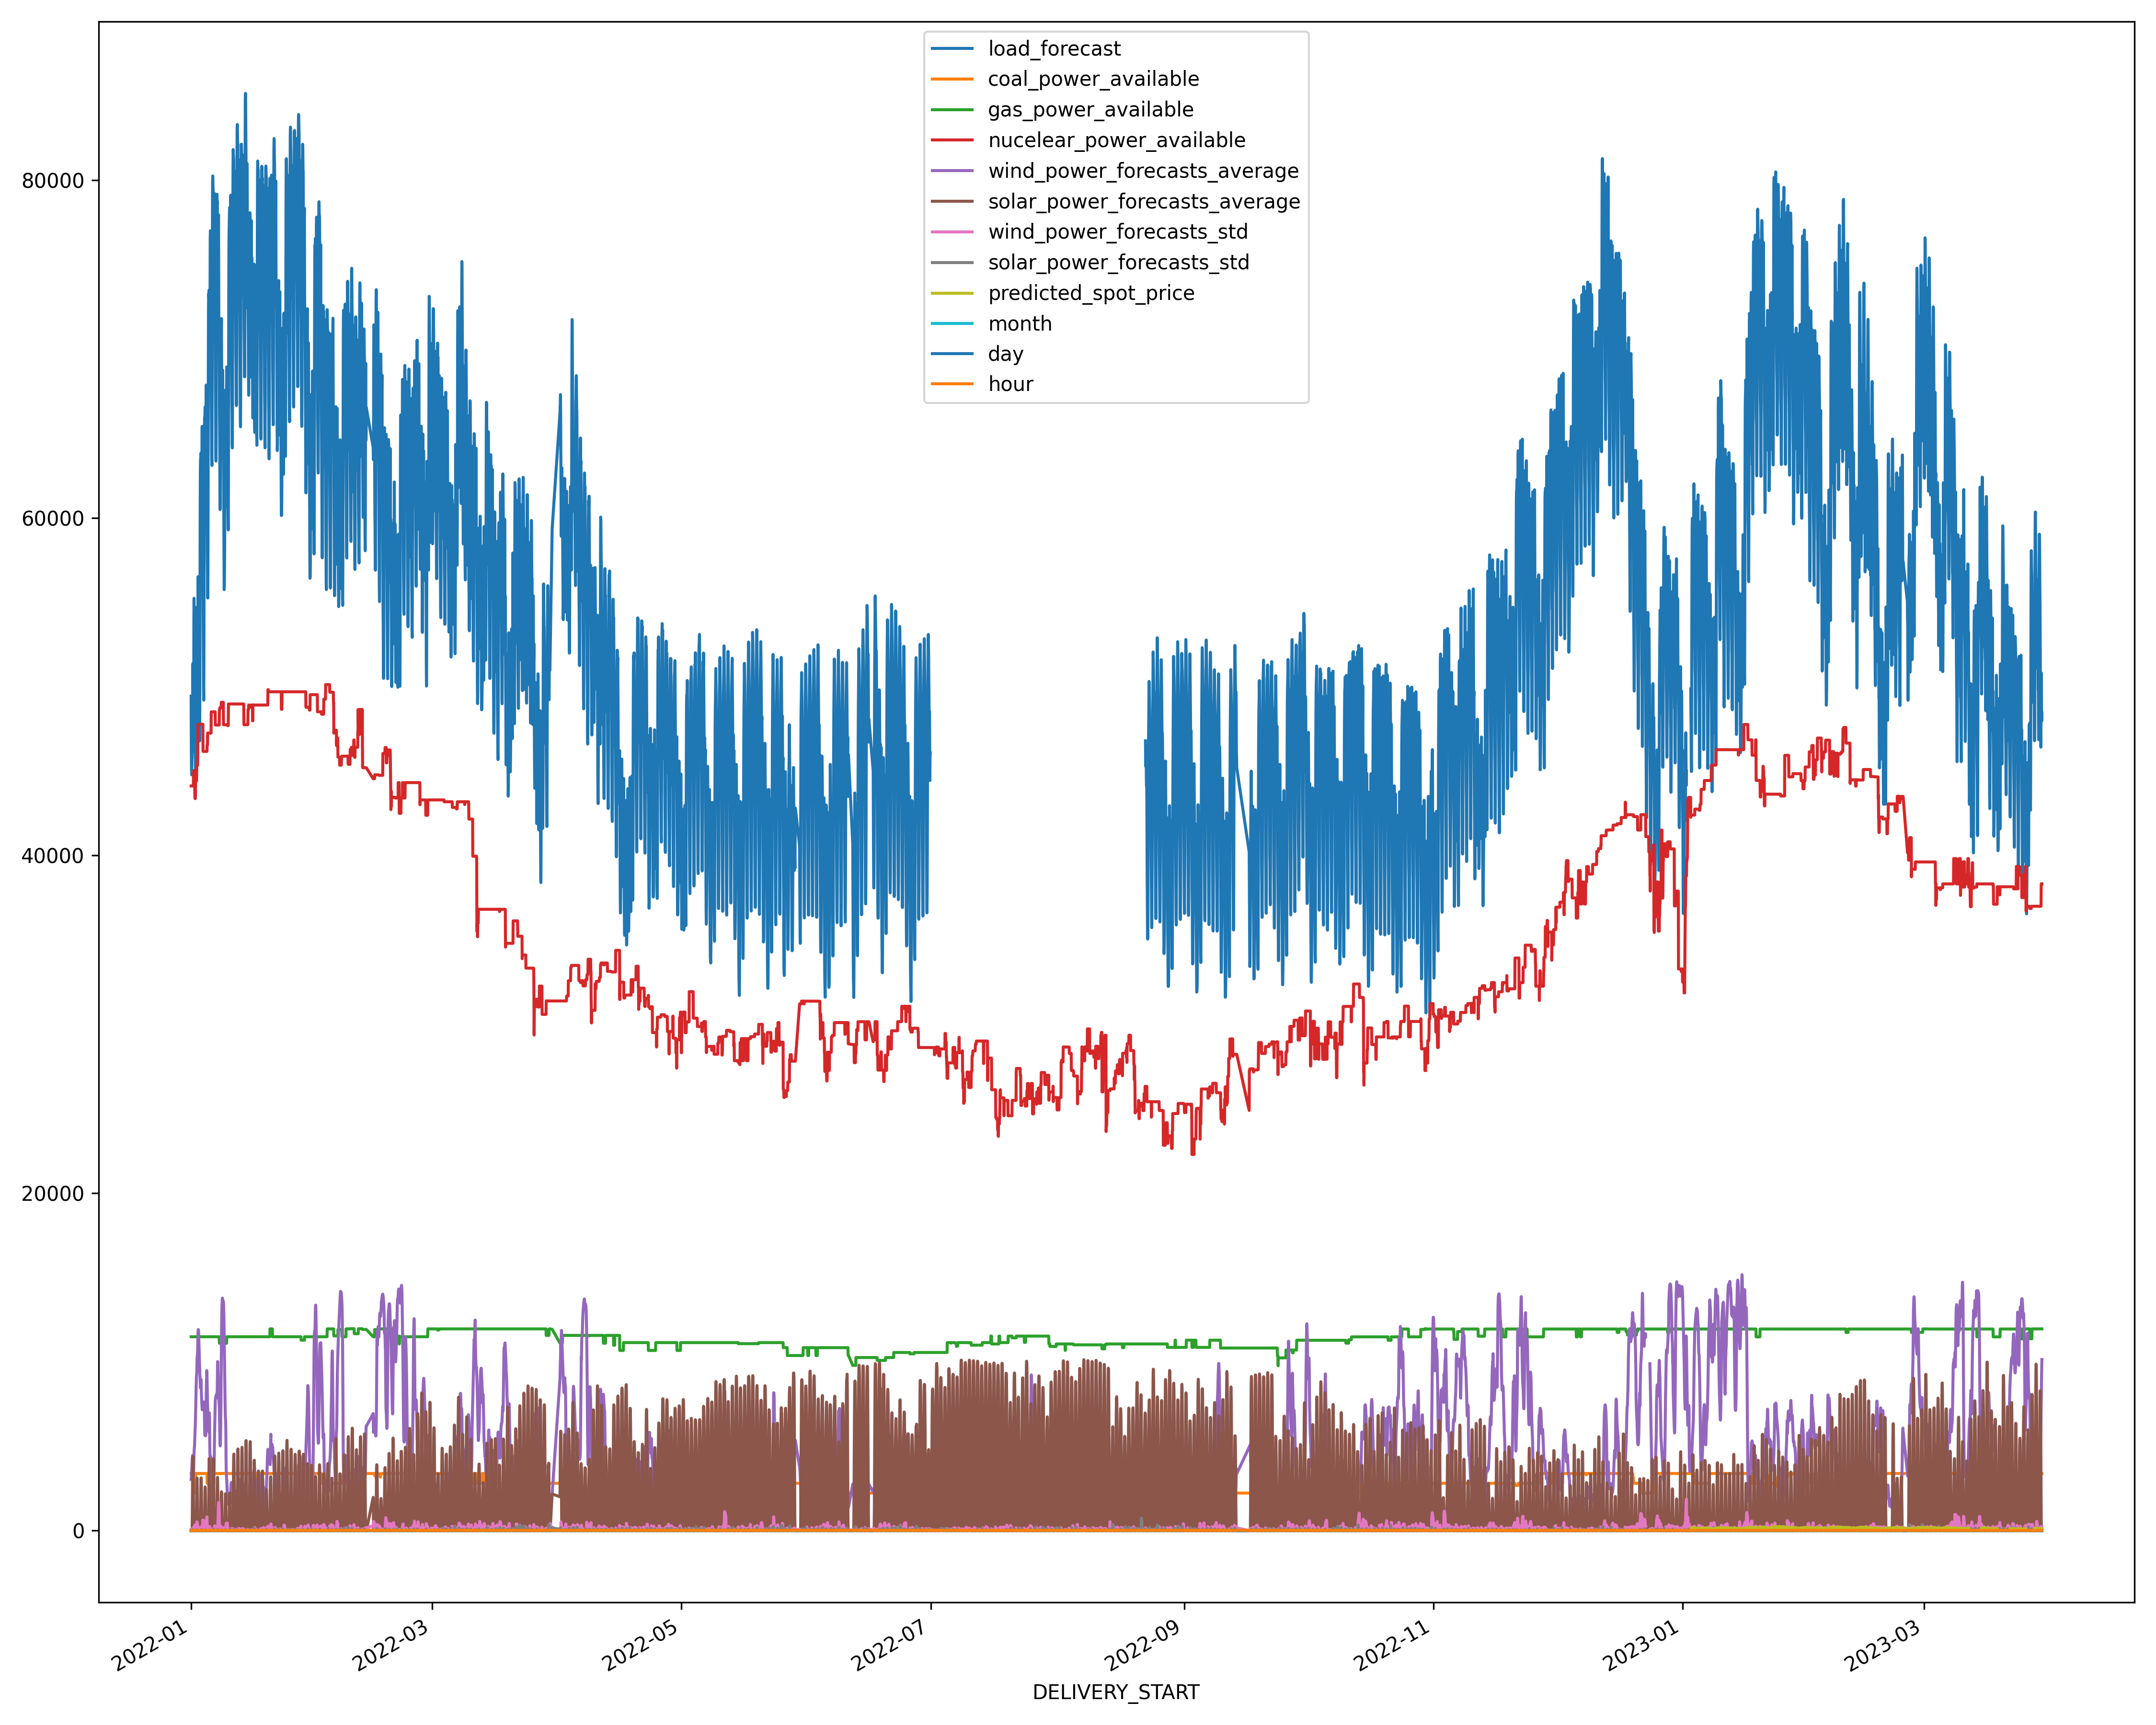 load_forecast
coal_power_available
gas_power_available
nucelear_power_available
wind_power_forecasts_average
solar_power_forecasts_average
wind_power_forecasts_std
solar_power_forecasts_std
predicted_spot_price
month
day
hour
80000
60000
40000
20000
0
2022-01
2022-03
2022-05
2022-07
2022-09
2022-11
2023-01
2023-03
DELIVERY_START